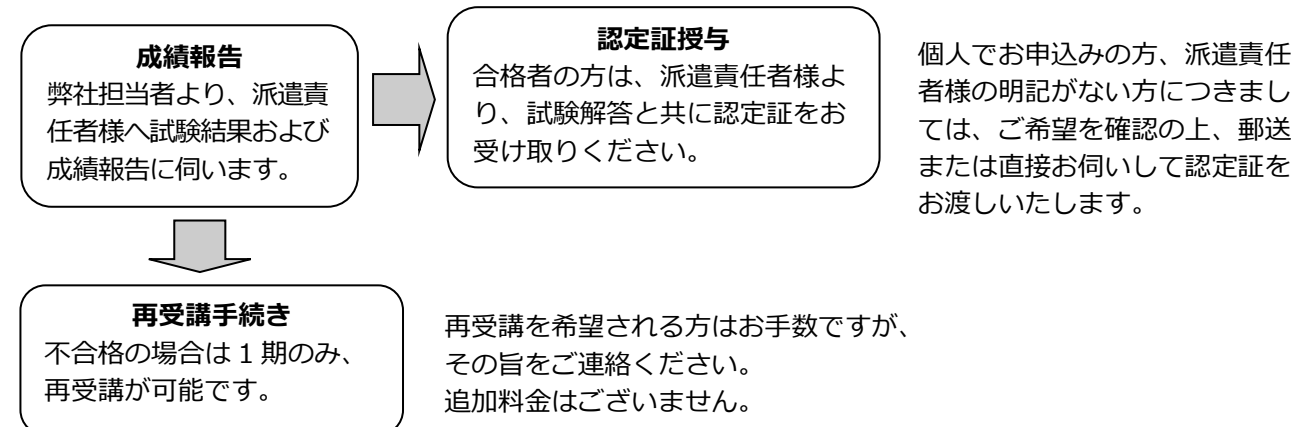 成績報告
弊社担当者より、派遣責
任者様へ試験結果および
成績報告に伺います。
認定証授与
合格者の方は、派遣責任者様よ
り、試験解答と共に認定証をお
受け取りください。
個人でお申込みの方、派遣責任
者様の明記がない方につきまし
ては、ご希望を確認の上、郵送
または直接お伺いして認定証を
お渡しいたします。
再受講手続き
不合格の場合は 1 期のみ、
再受講が可能です。
再受講を希望される方はお手数ですが、
その旨をご連絡ください。
追加料金はございません。